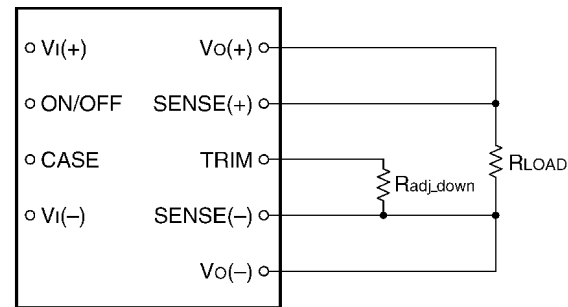 VI(+) VO(+)
ON/OFF SENSE(+)
CASE TRIM
RLOAD
Radj_down
VI(–) SENSE(–)
VO(–)